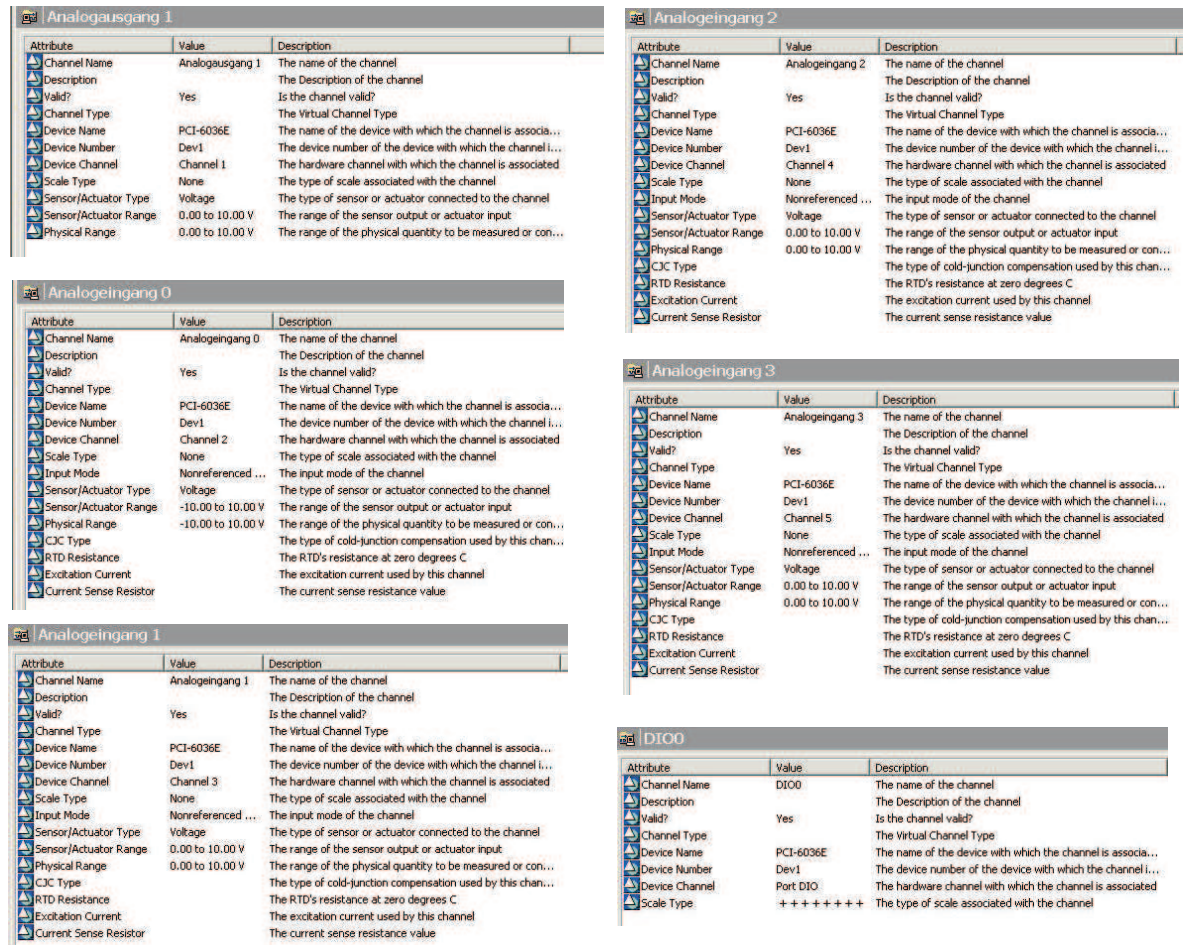 Analogausgang 1
Attribute Value Description
Channel Name Analogausgang 1 The name of the channel
Description The Description of the channel
Valid? Yes Is the channel valid?
Channel Type The Virtual Channel Type
Device Name PCI-6036E The name of the device with which the channel is associa...
Device Number Dev1 The device number of the device with which the channel i...
Device Channel Channel 1 The hardware channel with which the channel is associated
Scale Type None The type of scale associated with the channel
Sensor/Actuator Type Voltage The type of sensor or actuator connected to the channel
Sensor/Actuator Range 0.00 to 10.00 V The range of the sensor output or actuator input
Physical Range 0.00 to 10.00 V The range of the physical quantity to be measured or con...
Analogeingang 0
Attribute Value Description
Channel Name Analogeingang 0 The name of the channel
Description The Description of the channel
Valid? Yes Is the channel valid?
Channel Type The Virtual Channel Type
Device Name PCI-6036E The name of the device with which the channel is associa...
Device Number Dev1 The device number of the device with which the channel i...
Device Channel Channel 2 The hardware channel with which the channel is associated
Scale Type None The type of scale associated with the channel
Input Mode Nonreferenced ... The input mode of the channel
Sensor/Actuator Type Voltage The type of sensor or actuator connected to the channel
Sensor/Actuator Range -10.00 to 10.00 V The range of the sensor output or actuator input
Physical Range -10.00 to 10.00 V The range of the physical quantity to be measured or con...
CJC Type The type of cold-junction compensation used by this chan...
RTD Resistance The RTD's resistance at zero degrees C
Excitation Current The excitation current used by this channel
Current Sense Resistor The current sense resistance value
Analogeingang 1
Attribute Value Description
Channel Name Analogeingang 1 The name of the channel
Description The Description of the channel
Valid? Yes Is the channel valid?
Channel Type The Virtual Channel Type
Device Name PCI-6036E The name of the device with which the channel is associa...
Device Number Dev1 The device number of the device with which the channel i...
Device Channel Channel 3 The hardware channel with which the channel is associated
Scale Type None The type of scale associated with the channel
Input Mode Nonreferenced ... The input mode of the channel
Sensor/Actuator Type Voltage The type of sensor or actuator connected to the channel
Sensor/Actuator Range 0.00 to 10.00 V The range of the sensor output or actuator input
Physical Range 0.00 to 10.00 V The range of the physical quantity to be measured or con...
CJC Type The type of cold-junction compensation used by this chan...
RTD Resistance The RTD's resistance at zero degrees C
Excitation Current The excitation current used by this channel
Current Sense Resistor The current sense resistance value
Analogeingang 2
Attribute Value Description
Channel Name Analogeingang 2 The name of the channel
Description The Description of the channel
Valid? Yes Is the channel valid?
Channel Type The Virtual Channel Type
Device Name PCI-6036E The name of the device with which the channel is associa...
Device Number Dev1 The device number of the device with which the channel i...
Device Channel Channel 4 The hardware channel with which the channel is associated
Scale Type None The type of scale associated with the channel
Input Mode Nonreferenced ... The input mode of the channel
Sensor/Actuator Type Voltage The type of sensor or actuator connected to the channel
Sensor/Actuator Range 0.00 to 10.00 V The range of the sensor output or actuator input
Physical Range 0.00 to 10.00 V The range of the physical quantity to be measured or con...
CJC Type The type of cold-junction compensation used by this chan...
RTD Resistance The RTD's resistance at zero degrees C
Excitation Current The excitation current used by this channel
Current Sense Resistor The current sense resistance value
Analogeingang 3
Attribute Value Description
Channel Name Analogeingang 3 The name of the channel
Description The Description of the channel
Valid? Yes Is the channel valid?
Channel Type The Virtual Channel Type
Device Name PCI-6036E The name of the device with which the channel is associa...
Device Number Dev1 The device number of the device with which the channel i...
Device Channel Channel 5 The hardware channel with which the channel is associated
Scale Type None The type of scale associated with the channel
Input Mode Nonreferenced ... The input mode of the channel
Sensor/Actuator Type Voltage The type of sensor or actuator connected to the channel
Sensor/Actuator Range 0.00 to 10.00 V The range of the sensor output or actuator input
Physical Range 0.00 to 10.00 V The range of the physical quantity to be measured or con...
CJC Type The type of cold-junction compensation used by this chan...
RTD Resistance The RTD's resistance at zero degrees C
Excitation Current The excitation current used by this channel
Current Sense Resistor The current sense resistance value
DIO0
Attribute Value Description
Channel Name DIO0 The name of the channel
Description The Description of the channel
Valid? Yes Is the channel valid?
Channel Type The Virtual Channel Type
Device Name PCI-6036E The name of the device with which the channel is associa...
Device Number Dev1 The device number of the device with which the channel i...
Device Channel Port DIO The hardware channel with which the channel is associated
Scale Type ++++++++ The type of scale associated with the channel